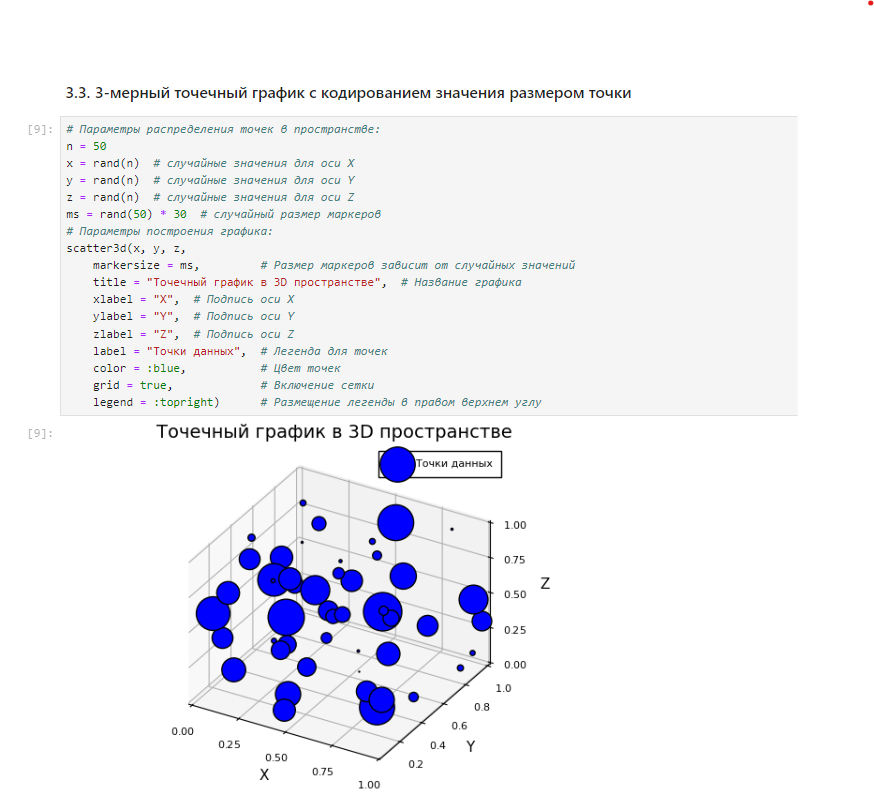 3.3. 3-мерный точечный график с кодированием значения размером точки
[9]:
# Параметры распределения точек в пространстве:
n = 50
x = rand(n)  # случайные значения для оси X
y = rand(n)  # случайные значения для оси Y
z = rand(n)  # случайные значения для оси Z
ms = rand(50) * 30  # случайный размер маркеров
# Параметры построения графика:
scatter3d(x, y, z,
    markersize = ms,         # Размер маркеров зависит от случайных значений
    title = "Точечный график в 3D пространстве",  # Название графика
    xlabel = "X",  # Подпись оси X
    ylabel = "Y",  # Подпись оси Y
    zlabel = "Z",  # Подпись оси Z
    label = "Точки данных",  # Легенда для точек
    color = :blue,           # Цвет точек
    grid = true,             # Включение сетки
    legend = :topright)      # Размещение легенды в правом верхнем углу
[9]:
Точечный график в 3D пространстве
Точки данных
1.00
0.75
0.50
0.25
0.00
Z
1.0
0.8
0.6
0.4
0.2
Y
0.00
0.25
0.50
0.75
1.00
X